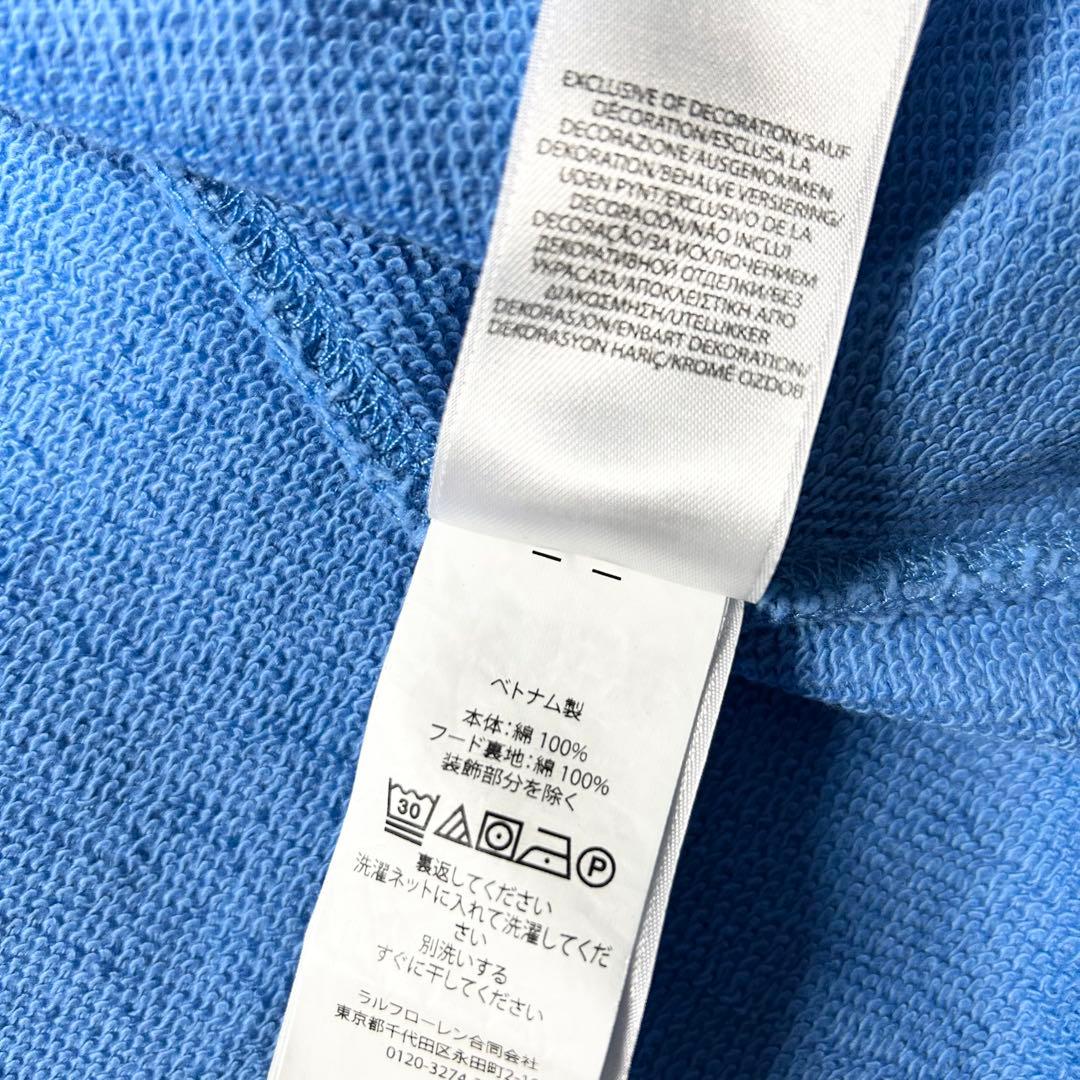 EXCLUSIVE OF DECORATION/SAUF
DÉCORATION/ESCLUSA LA
DECORAZIONE/AUSGENOMMEN
DEKORATION/BEHALVE VERSIERING/
UDEN PYNT/EXCLUSIVO DE LA
DECORACIÓN/NÃO INCLUI
DECORAÇÃO/ЗА ИСКЛЮЧЕНИЕМ
ДЕКОРАТИВНОЙ ОТДЕЛКИ/БЕЗ
УКРАСАТА/ΑΠΟΚΛΕΙΣΤΙΚΗ ΑΠΟ
ΔΙΑΚΟΣΜΗΣΗ/UTELUKKER
DEKORASJON/ENBART DEKORATION/
DEKORASYON HARİÇ/KROMĚ OZDOB
ベトナム製
本体:綿 100%
フード裏地:綿 100%
装飾部分を除く
30 P
裏返してください
洗濯ネットに入れて洗濯してくだ
さい
別洗いする
すぐに干してください
ラルフローレン合同会社
東京都千代田区永田町2-
0120-3274